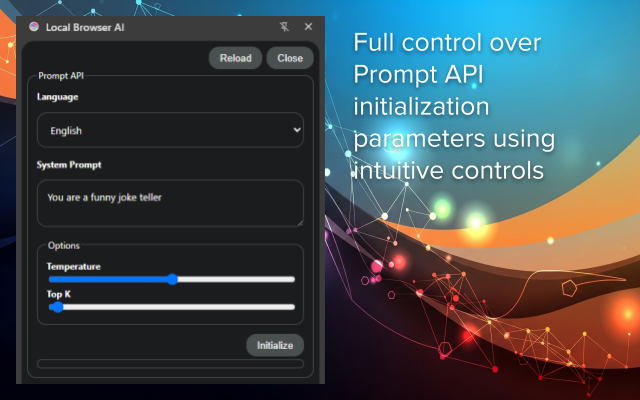 Local Browser AI
Reload
Close
Prompt API
Language
English
System Prompt
You are a funny joke teller
Options
Temperature
Top K
Initialize
Full control over
Prompt API
initialization
parameters using
intuitive controls